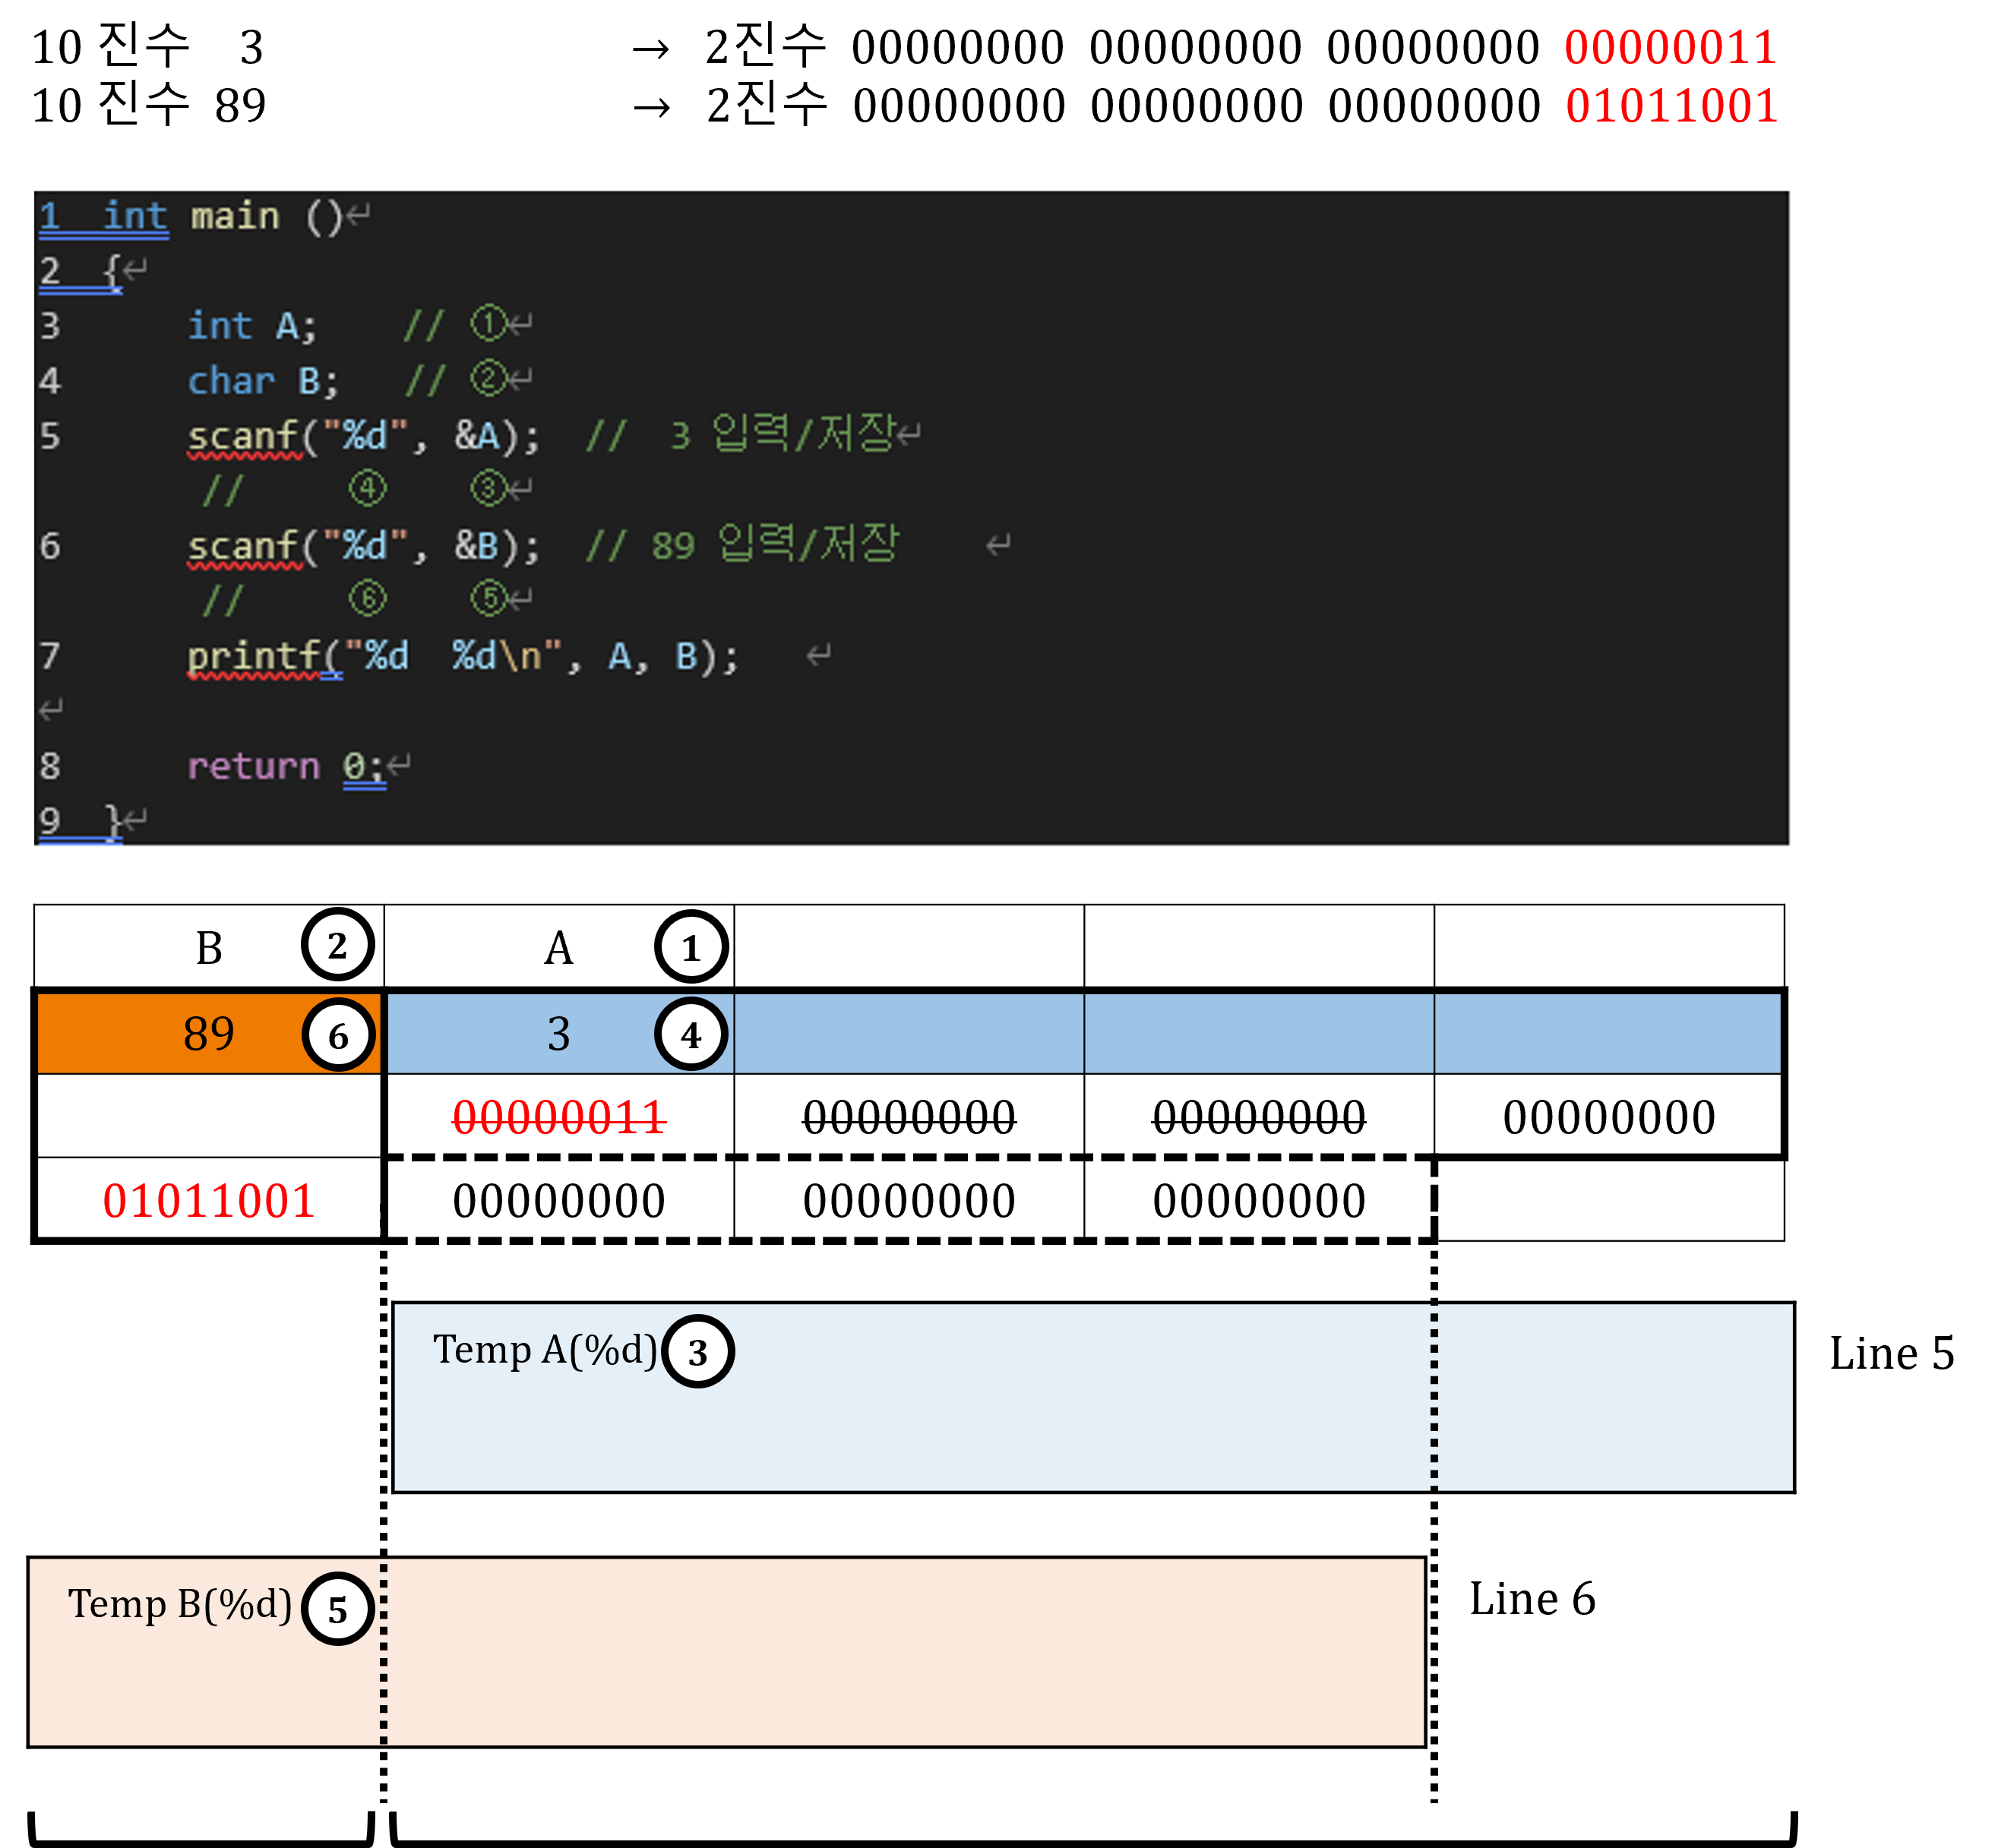 10 진수 3 → 2진수 00000000 00000000 00000000 00000011
10 진수 89 → 2진수 00000000 00000000 00000000 01011001
1 int main ()↵
2 {↵
3 int A; // ①↵
4 char B; // ②↵
5 scanf("%d", &A); // 3 입력/저장↵
// ④ ③↵
6 scanf("%d", &B); // 89 입력/저장 ↵
// ⑥ ⑤↵
7 printf("%d %d\n", A, B); ↵
↵
8 return 0;↵
9 }↵
B ② A ①
89 ⑥ 3 ④
00000011 00000000 00000000 00000000
01011001 00000000 00000000 00000000
Temp A(%d) ③ Line 5
Temp B(%d) ⑤ Line 6